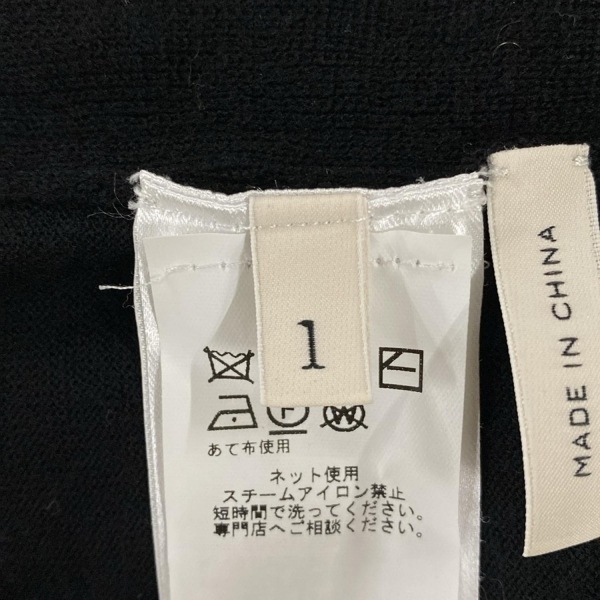 1
MADE IN CHINA
あて布使用
ネット使用
スチームアイロン禁止
短時間で洗ってください。
専門店へご相談ください。